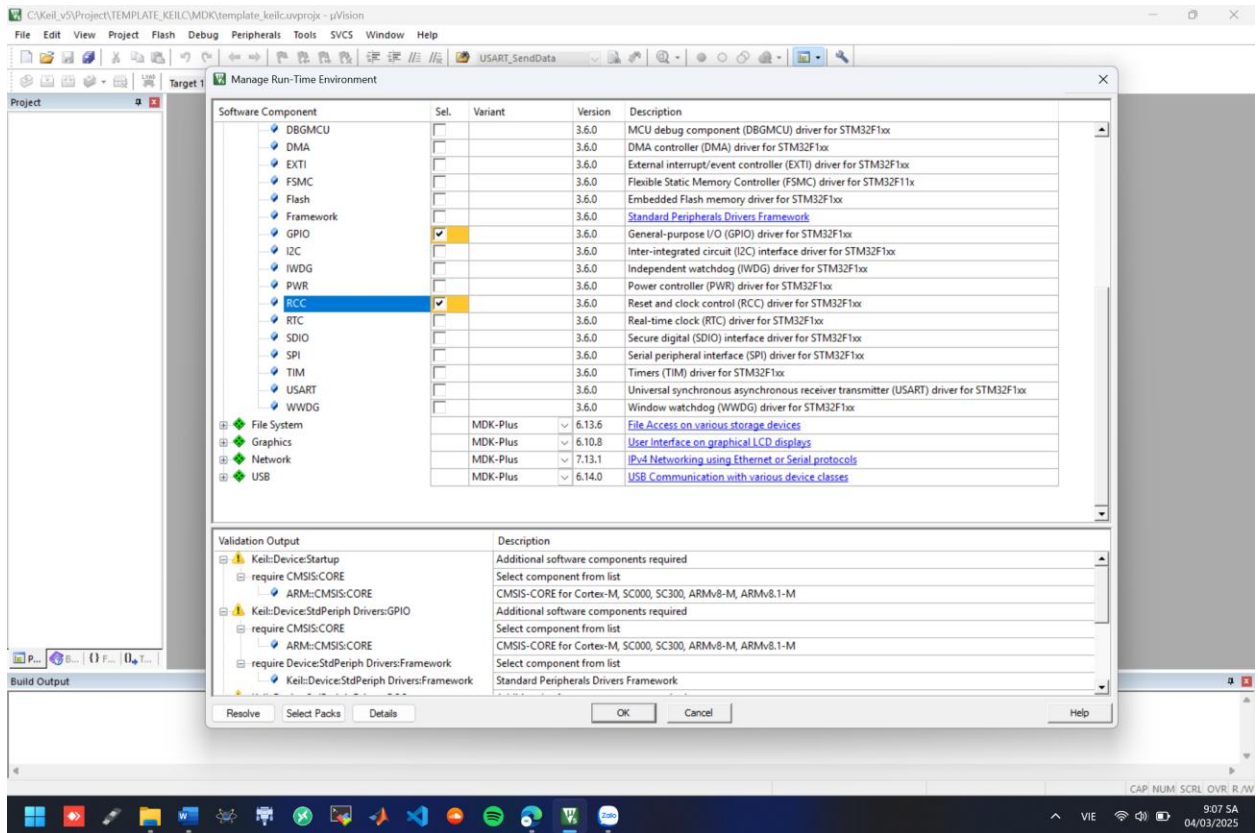 C:\Keil_v5\Project\TEMPLATE_KEILC\MDK\template_keilc.uvprojx - µVision
File Edit View Project Flash Debug Peripherals Tools SVCS Window Help
USART_SendData
LOAD Target 1
Manage Run-Time Environment
Project
Software Component Sel. Variant Version Description
DBGMCU 3.6.0 MCU debug component (DBGMCU) driver for STM32F1xx
DMA 3.6.0 DMA controller (DMA) driver for STM32F1xx
EXTI 3.6.0 External interrupt/event controller (EXTI) driver for STM32F1xx
FSMC 3.6.0 Flexible Static Memory Controller (FSMC) driver for STM32F11x
Flash 3.6.0 Embedded Flash memory driver for STM32F1xx
Framework 3.6.0 Standard Peripherals Drivers Framework
GPIO 3.6.0 General-purpose I/O (GPIO) driver for STM32F1xx
I2C 3.6.0 Inter-integrated circuit (I2C) interface driver for STM32F1xx
IWDG 3.6.0 Independent watchdog (IWDG) driver for STM32F1xx
PWR 3.6.0 Power controller (PWR) driver for STM32F1xx
RCC 3.6.0 Reset and clock control (RCC) driver for STM32F1xx
RTC 3.6.0 Real-time clock (RTC) driver for STM32F1xx
SDIO 3.6.0 Secure digital (SDIO) interface driver for STM32F1xx
SPI 3.6.0 Serial peripheral interface (SPI) driver for STM32F1xx
TIM 3.6.0 Timers (TIM) driver for STM32F1xx
USART 3.6.0 Universal synchronous asynchronous receiver transmitter (USART) driver for STM32F1xx
WWDG 3.6.0 Window watchdog (WWDG) driver for STM32F1xx
File System MDK-Plus 6.13.6 File Access on various storage devices
Graphics MDK-Plus 6.10.8 User Interface on graphical LCD displays
Network MDK-Plus 7.13.1 IPv4 Networking using Ethernet or Serial protocols
USB MDK-Plus 6.14.0 USB Communication with various device classes
Validation Output Description
Keil::Device:Startup Additional software components required
require CMSIS:CORE Select component from list
ARM::CMSIS:CORE CMSIS-CORE for Cortex-M, SC000, SC300, ARMv8-M, ARMv8.1-M
Keil::Device:StdPeriph Drivers:GPIO Additional software components required
require CMSIS:CORE Select component from list
ARM::CMSIS:CORE CMSIS-CORE for Cortex-M, SC000, SC300, ARMv8-M, ARMv8.1-M
require Device:StdPeriph Drivers:Framework Select component from list
Keil::Device:StdPeriph Drivers:Framework Standard Peripherals Drivers Framework
P... B... {} F... T...
Build Output
Resolve Select Packs Details OK Cancel Help
CAP NUM SCRL OVR R/W
Zalo
VIE
9:07 SA
04/03/2025